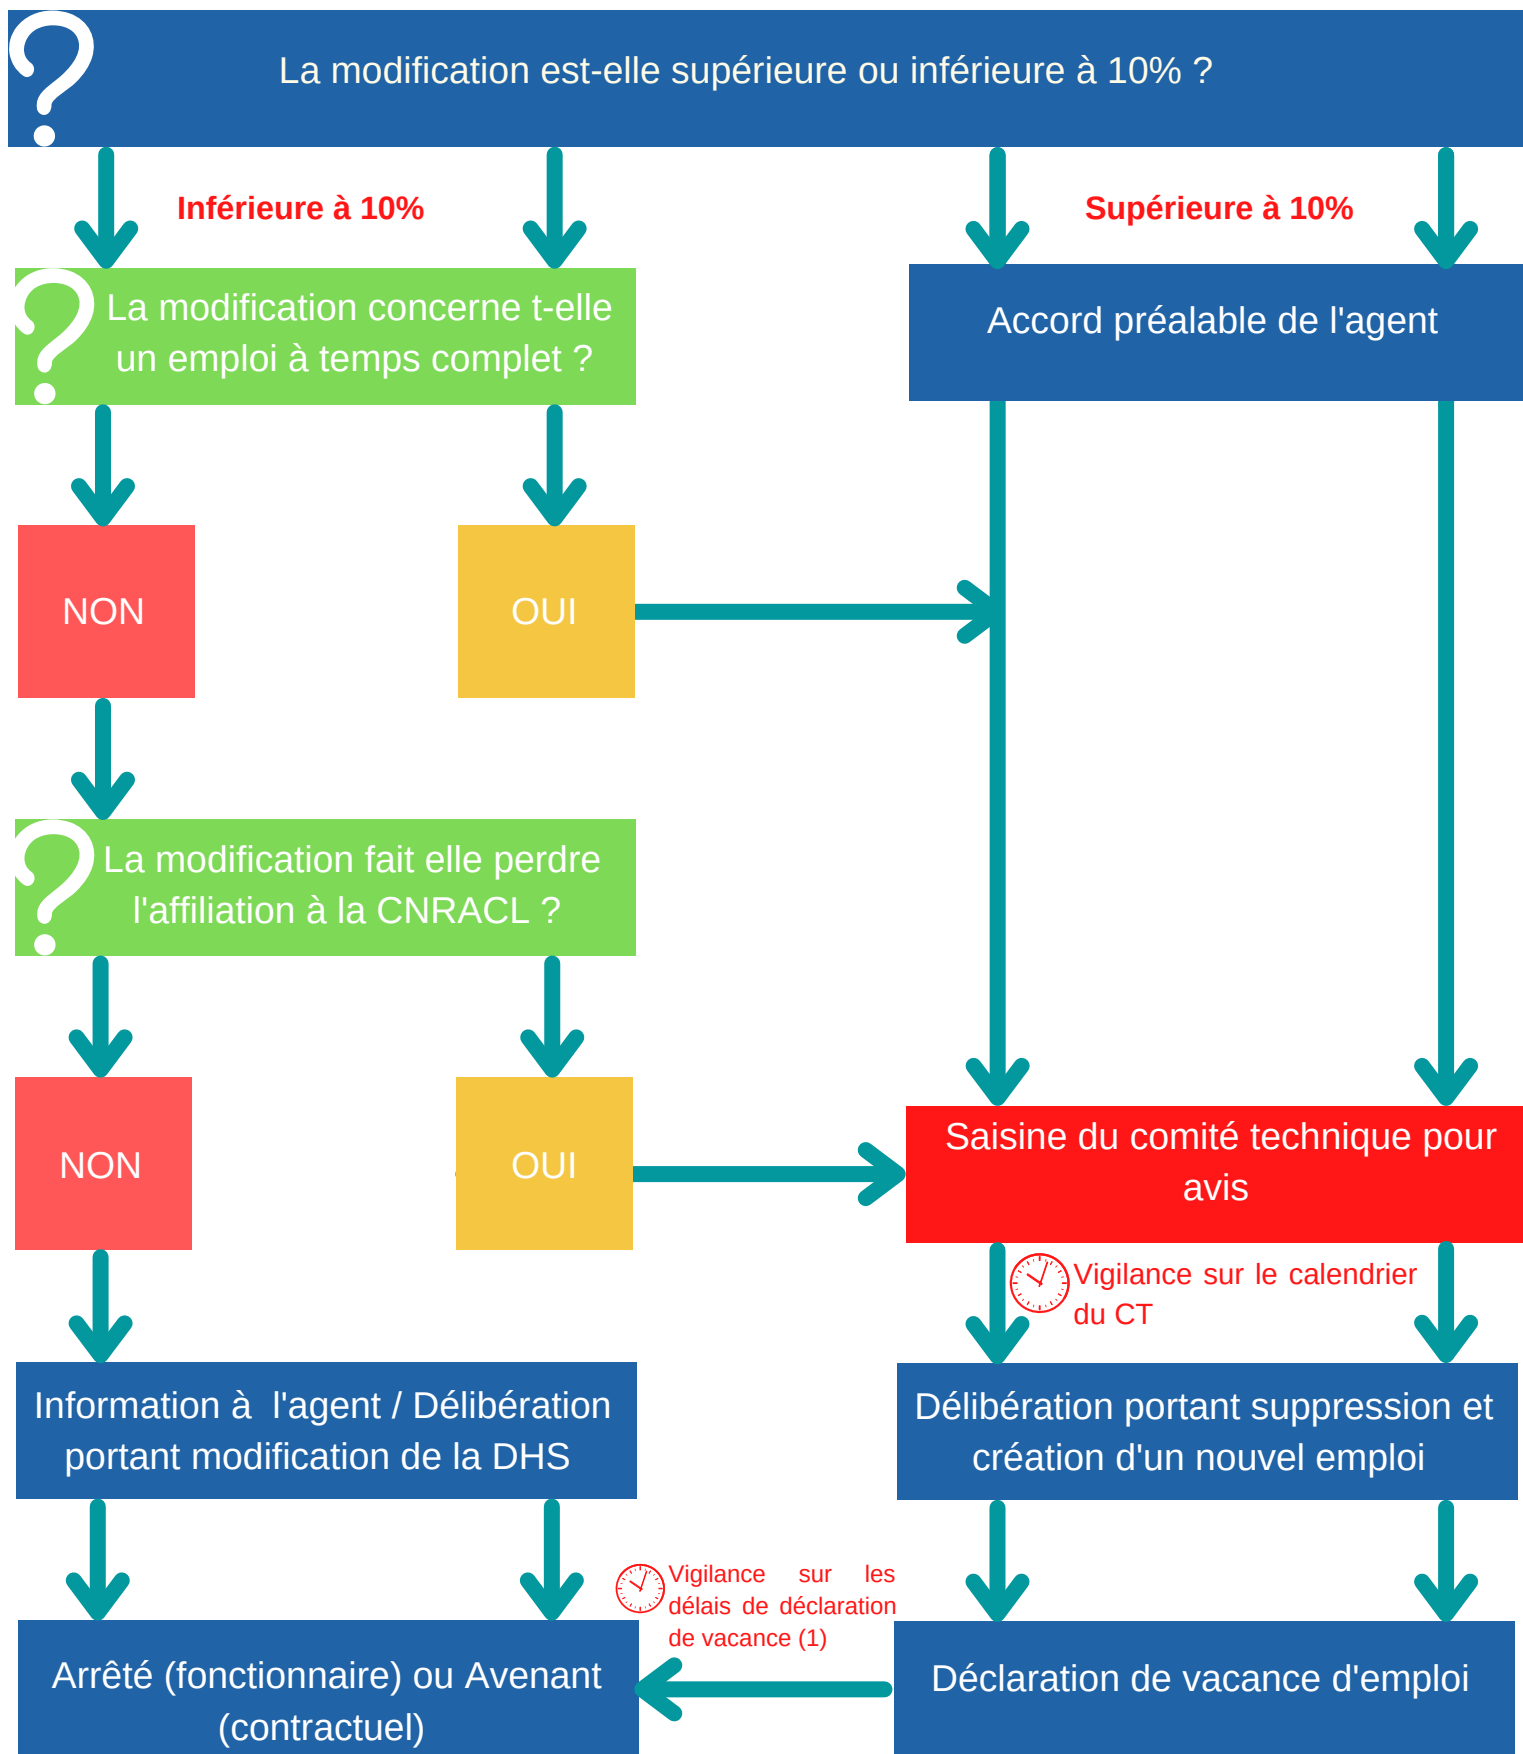 La modification est-elle supérieure ou inférieure à 10% ?
Inférieure à 10%
Supérieure à 10%
La modification concerne t-elle
un emploi à temps complet ?
Accord préalable de l'agent
NON
OUI
La modification fait elle perdre
l'affiliation à la CNRACL ?
NON
OUI
Saisine du comité technique pour
avis
Vigilance sur le calendrier
du CT
Information à  l'agent / Délibération
portant modification de la DHS
Délibération portant suppression et
création d'un nouvel emploi
Vigilance sur les
délais de déclaration
de vacance (1)
Arrêté (fonctionnaire) ou Avenant
(contractuel)
Déclaration de vacance d'emploi